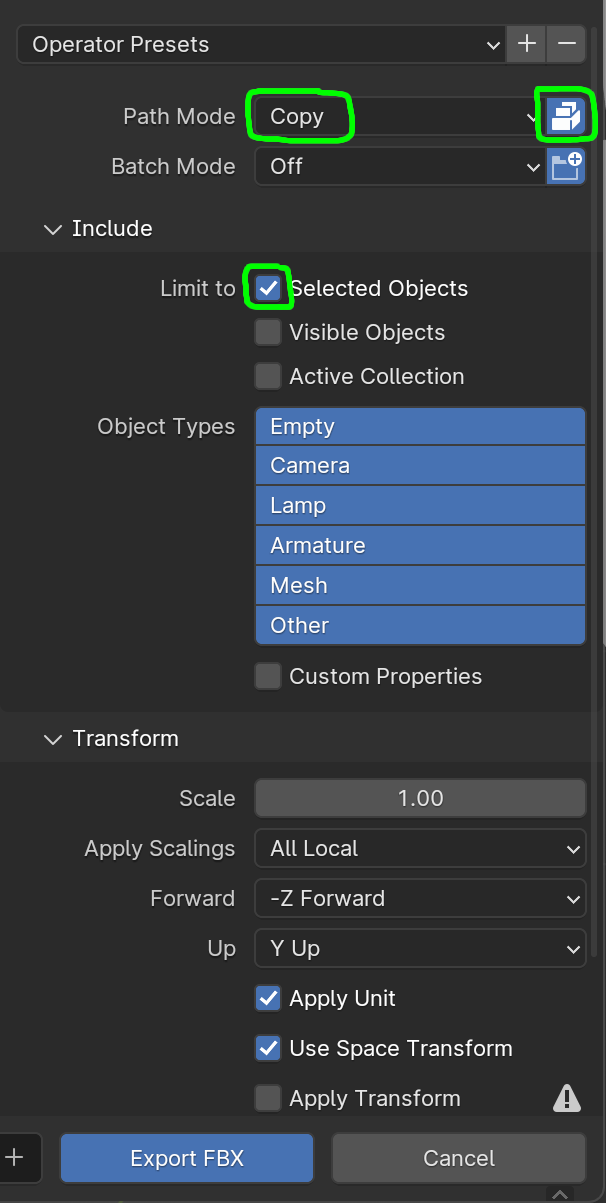 Operator Presets
Path Mode Copy
Batch Mode Off
Include
Limit to Selected Objects
Visible Objects
Active Collection
Object Types Empty
Camera
Lamp
Armature
Mesh
Other
Custom Properties
Transform
Scale 1.00
Apply Scalings All Local
Forward -Z Forward
Up Y Up
Apply Unit
Use Space Transform
Apply Transform
Export FBX Cancel